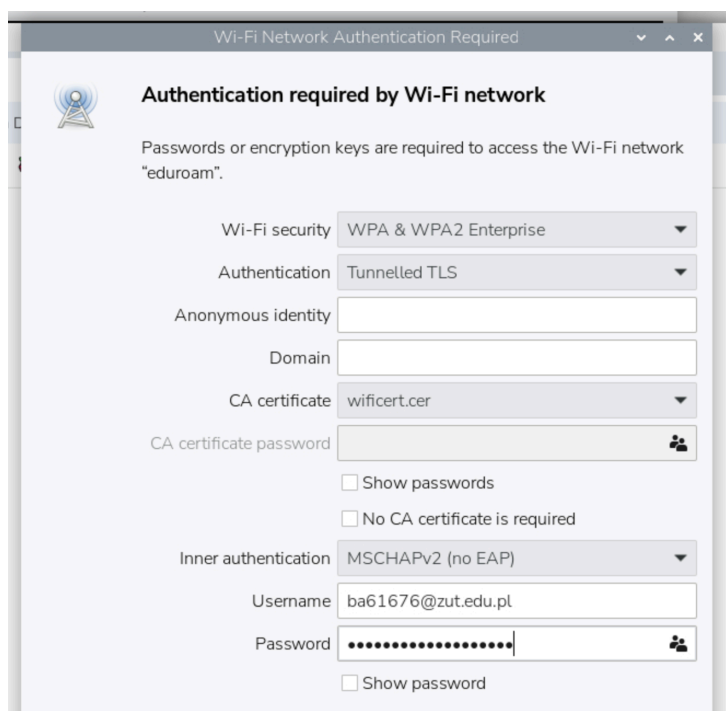 Wi-Fi Network Authentication Required
Authentication required by Wi-Fi network
Passwords or encryption keys are required to access the Wi-Fi network
“eduroam”.
Wi-Fi security WPA & WPA2 Enterprise
Authentication Tunnelled TLS
Anonymous identity
Domain
CA certificate wificert.cer
CA certificate password
Show passwords
No CA certificate is required
Inner authentication MSCHAPv2 (no EAP)
Username ba61676@zut.edu.pl
Password •••••••••••••••••••
Show password